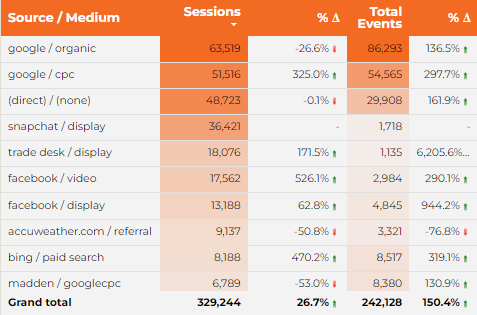 Source / Medium Sessions % Δ Total Events % Δ
google / organic 63,519 -26.6% 86,293 136.5%
google / cpc 51,516 325.0% 54,565 297.7%
(direct) / (none) 48,723 -0.1% 29,908 161.9%
snapchat / display 36,421 - 1,718 -
trade desk / display 18,076 171.5% 1,135 6,205.6%...
facebook / video 17,562 526.1% 2,984 290.1%
facebook / display 13,188 62.8% 4,845 944.2%
accuweather.com / referral 9,137 -50.8% 3,321 -76.8%
bing / paid search 8,188 470.2% 8,517 319.1%
madden / googlecpc 6,789 -53.0% 8,380 130.9%
Grand total 329,244 26.7% 242,128 150.4%